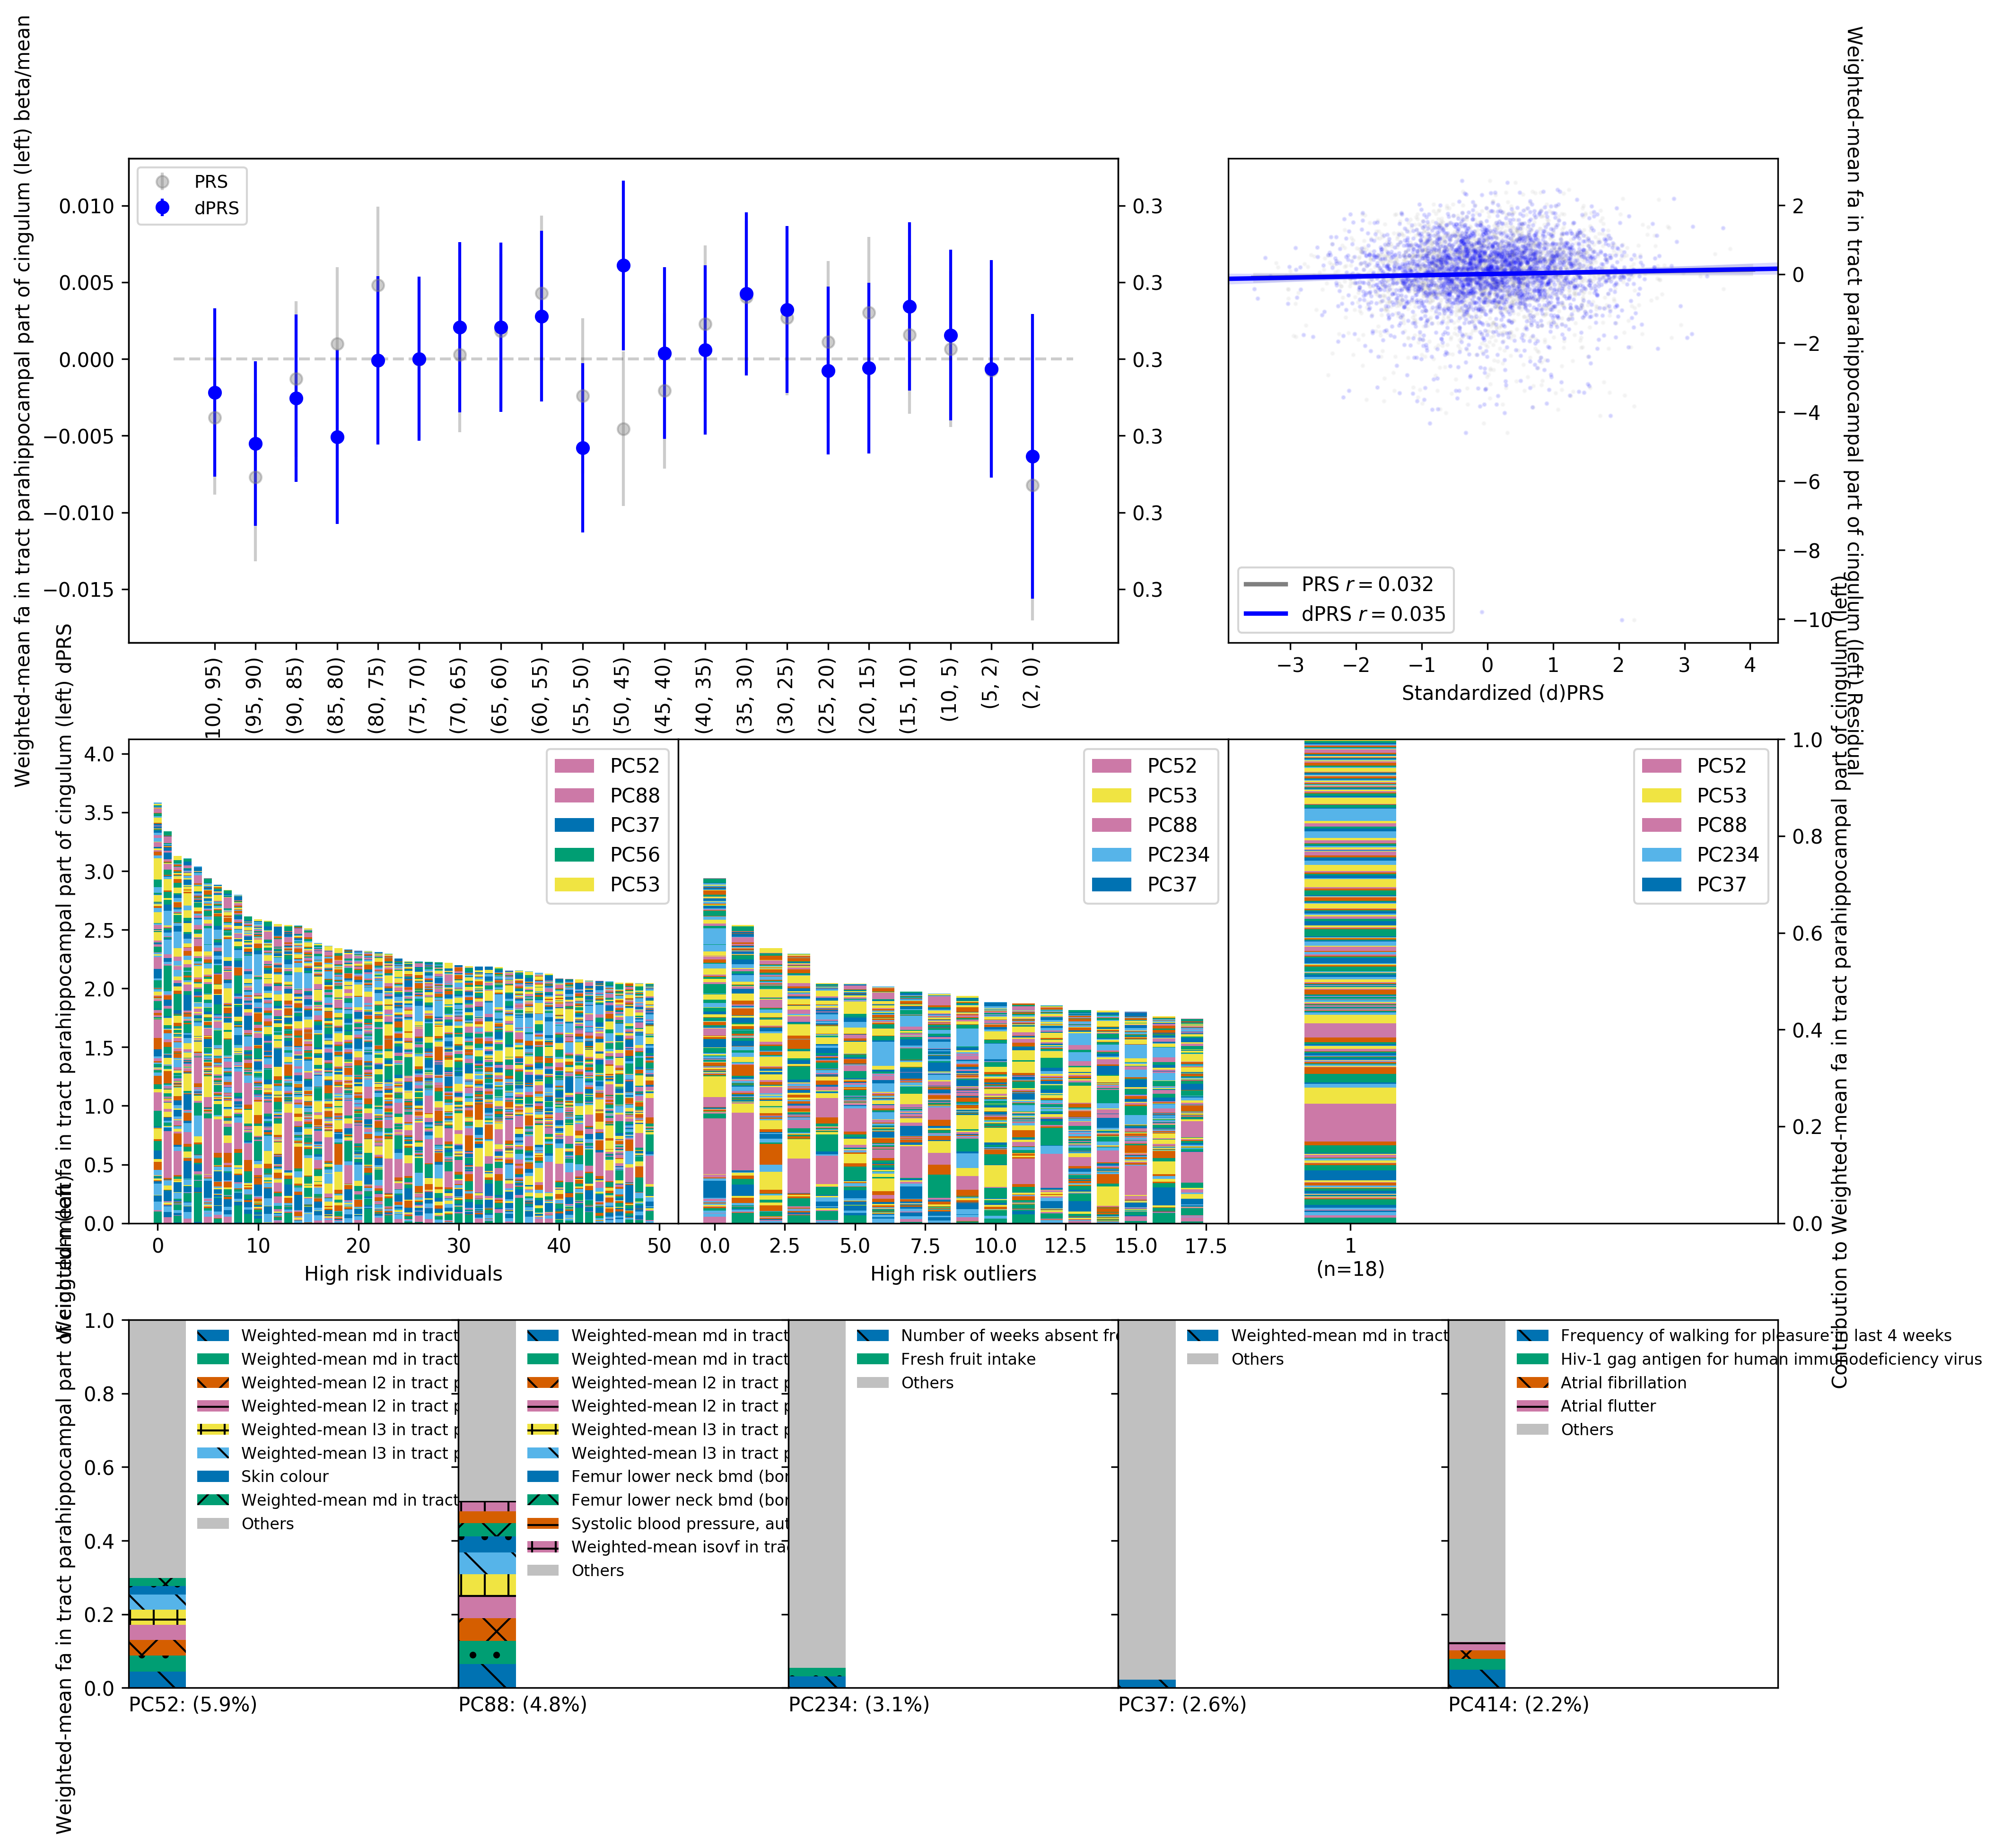 Weighted-mean fa in tract parahippocampal part of cingulum (left) beta/mean
PRS
dPRS
0.010
0.005
0.000
−0.005
−0.010
−0.015
0.3
0.3
0.3
0.3
0.3
0.3
100, 95)
(95, 90)
(90, 85)
(85, 80)
(80, 75)
(75, 70)
(70, 65)
(65, 60)
(60, 55)
(55, 50)
(50, 45)
(45, 40)
(40, 35)
(35, 30)
(30, 25)
(25, 20)
(20, 15)
(15, 10)
(10, 5)
(5, 2)
(2, 0)
PRS r = 0.032
dPRS r = 0.035
2
0
−2
−4
−6
−8
−10
−3
−2
−1
0
1
2
3
4
Standardized (d)PRS
Weighted-mean fa in tract parahippocampal part of cingulum (left) Residual
Weighted-mean fa in tract parahippocampal part of cingulum (left) dPRS
4.0
3.5
3.0
2.5
2.0
1.5
1.0
0.5
0.0
PC52
PC88
PC37
PC56
PC53
0
10
20
30
40
50
High risk individuals
PC52
PC53
PC88
PC234
PC37
0.0
2.5
5.0
7.5
10.0
12.5
15.0
17.5
High risk outliers
PC52
PC53
PC88
PC234
PC37
1
(n=18)
1.0
0.8
0.6
0.4
0.2
0.0
Contribution to Weighted-mean fa in tract parahippocampal part of cingulum (left)
Weighted-mean fa in tract parahippocampal part of cingulum (left)
1.0
0.8
0.6
0.4
0.2
0.0
Weighted-mean md in tract
Weighted-mean md in tract
Weighted-mean l2 in tract p
Weighted-mean l2 in tract p
Weighted-mean l3 in tract p
Weighted-mean l3 in tract p
Skin colour
Weighted-mean md in tract
Others
PC52: (5.9%)
Weighted-mean md in tract
Weighted-mean md in tract
Weighted-mean l2 in tract p
Weighted-mean l2 in tract p
Weighted-mean l3 in tract p
Weighted-mean l3 in tract p
Femur lower neck bmd (bon
Femur lower neck bmd (bon
Systolic blood pressure, aut
Weighted-mean isovf in trac
Others
PC88: (4.8%)
Number of weeks absent fr
Fresh fruit intake
Others
PC234: (3.1%)
Weighted-mean md in tract
Others
PC37: (2.6%)
Frequency of walking for pleasure in last 4 weeks
Hiv-1 gag antigen for human immunodeficiency virus
Atrial fibrillation
Atrial flutter
Others
PC414: (2.2%)